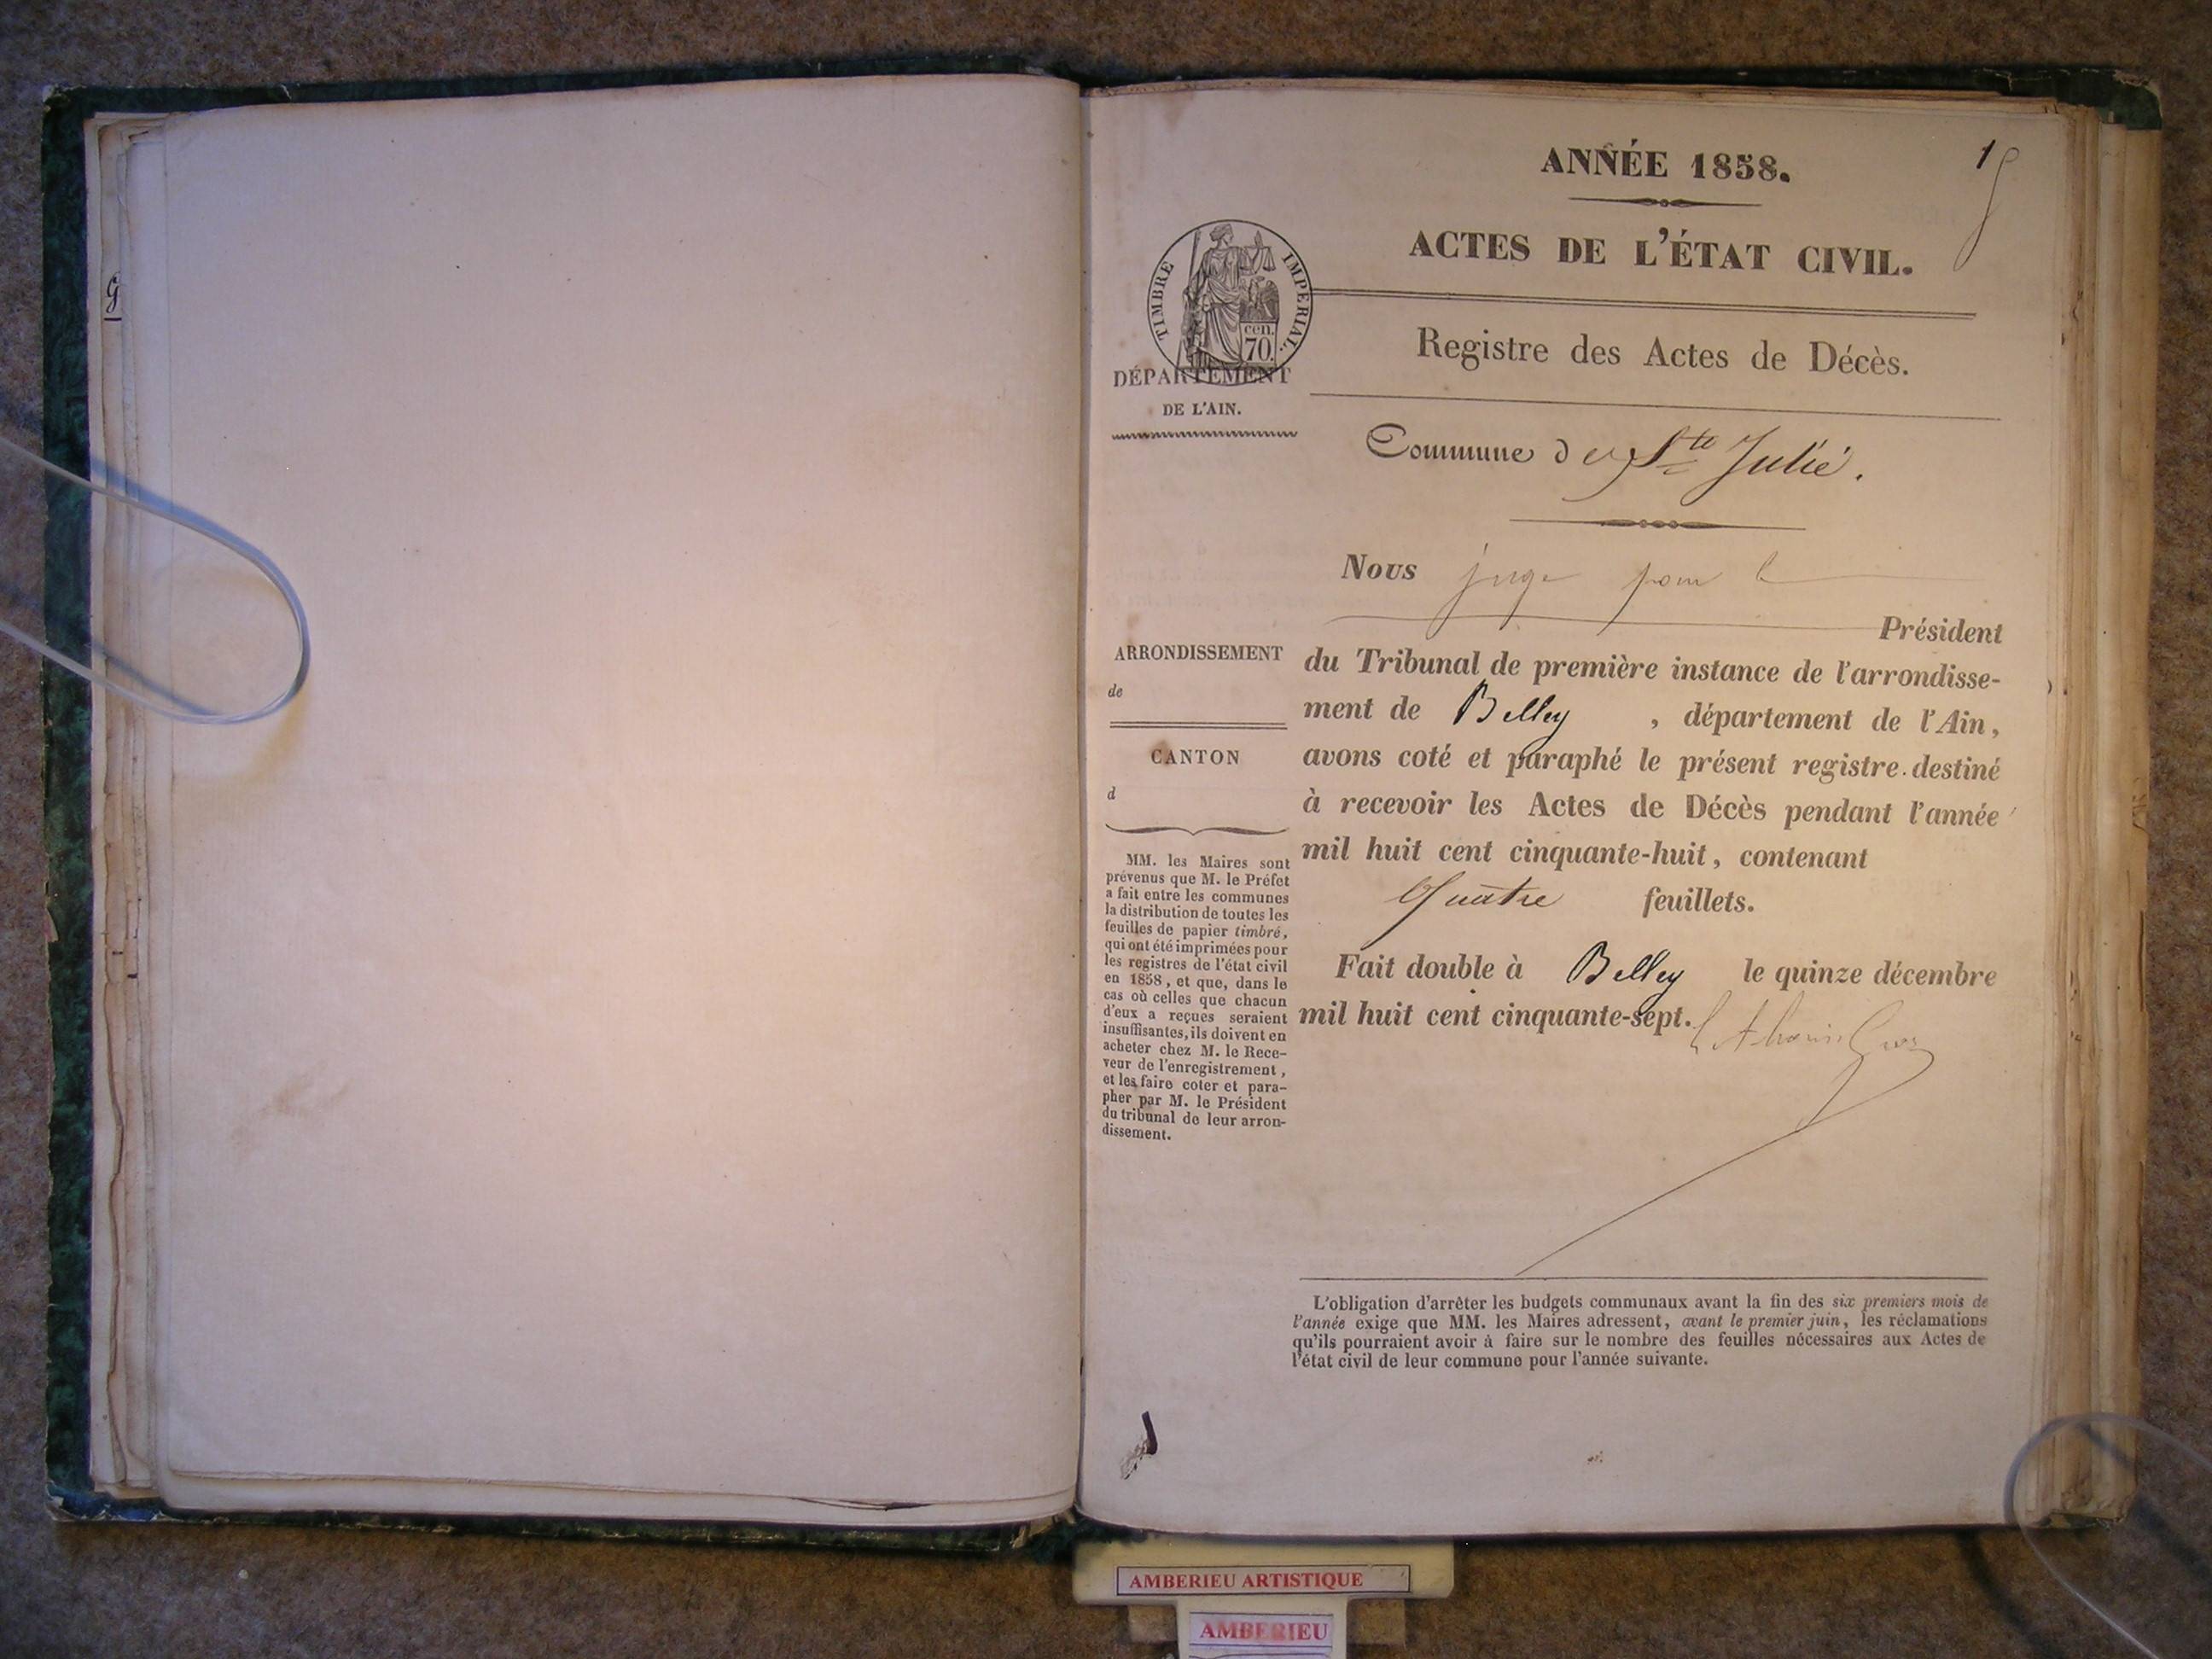 G
ANNÉE 1858.
1
ACTES DE L'ÉTAT CIVIL.
TIMBRE IMPERIAL.
cen.
70.
DÉPARTEMENT
DE L'AIN.
Registre des Actes de Décès.
Commune de Ste Julie.
Nous juge pour le
Président
du Tribunal de première instance de l'arrondisse-
ment de Belley , département de l'Ain,
avons coté et paraphé le présent registre destiné
à recevoir les Actes de Décès pendant l'année
mil huit cent cinquante-huit, contenant
Quatre feuillets.
Fait double à Belley le quinze décembre
mil huit cent cinquante-sept.
ARRONDISSEMENT
de
CANTON
d
MM. les Maires sont
prévenus que M. le Préfet
a fait entre les communes
la distribution de toutes les
feuilles de papier timbré,
qui ont été imprimées pour
les registres de l'état civil
en 1858, et que, dans le
cas où celles que chacun
d'eux a reçues seraient
insuffisantes, ils doivent en
acheter chez M. le Rece-
veur de l'enregistrement,
et les faire coter et para-
pher par M. le Président
du tribunal de leur arron-
dissement.
L'obligation d'arrêter les budgets communaux avant la fin des six premiers mois de
l'année exige que MM. les Maires adressent, avant le premier juin, les réclamations
qu'ils pourraient avoir à faire sur le nombre des feuilles nécessaires aux Actes de
l'état civil de leur commune pour l'année suivante.
AMBERIEU ARTISTIQUE
AMBERIEU